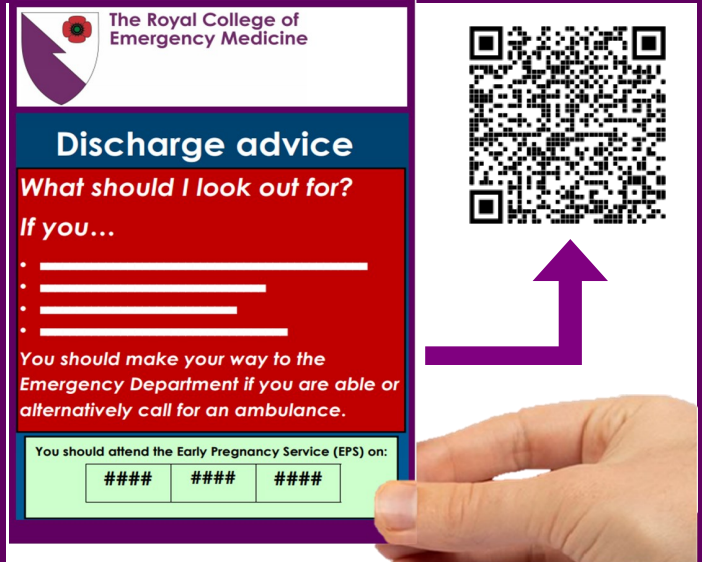 The Royal College of
Emergency Medicine
Discharge advice
What should I look out for?
If you...
You should make your way to the
Emergency Department if you are able or
alternatively call for an ambulance.
You should attend the Early Pregnancy Service (EPS) on:
#### #### ####